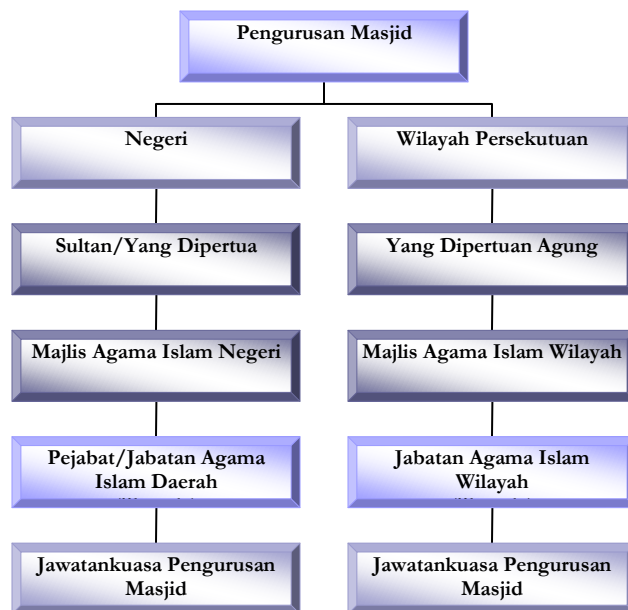 Pengurusan Masjid
Negeri
Wilayah Persekutuan
Sultan/Yang Dipertua
Yang Dipertuan Agung
Majlis Agama Islam Negeri
Majlis Agama Islam Wilayah
Pejabat/Jabatan Agama
Islam Daerah
Jabatan Agama Islam
Wilayah
Jawatankuasa Pengurusan
Masjid
Jawatankuasa Pengurusan
Masjid